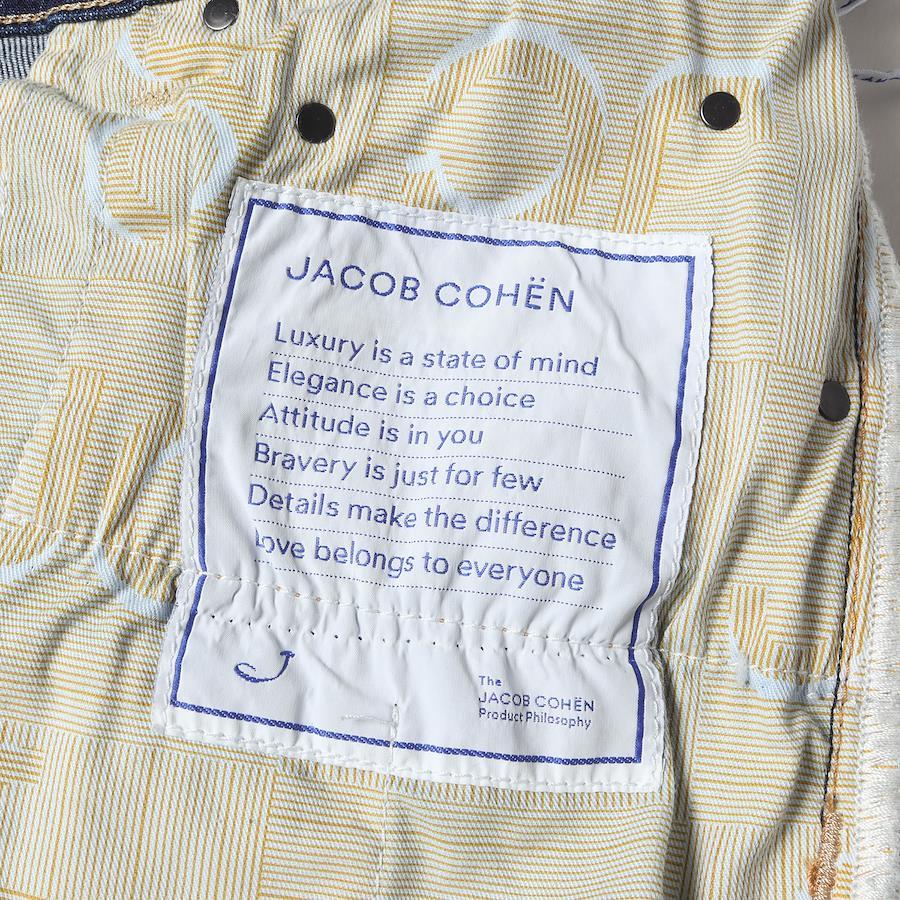 JACOB COHËN
Luxury is a state of mind
Elegance is a choice
Attitude is in you
Bravery is just for few
Details make the difference
Love belongs to everyone
J
The
JACOB COHËN
Product Philosophy